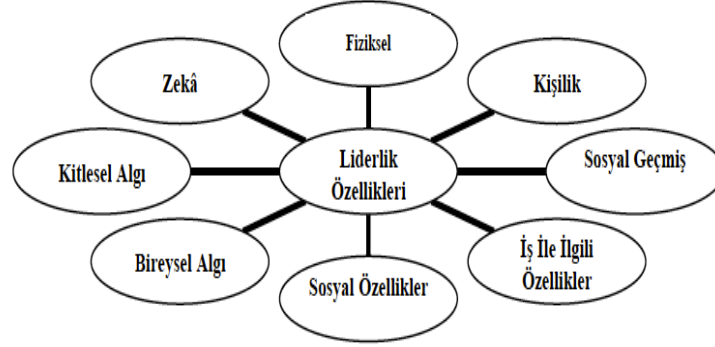 Fiziksel
Zekâ
Kişilik
Kitlesel Algı
Liderlik
Özellikleri
Sosyal Geçmiş
Bireysel Algı
Sosyal Özellikler
İş İle İlgili
Özellikler